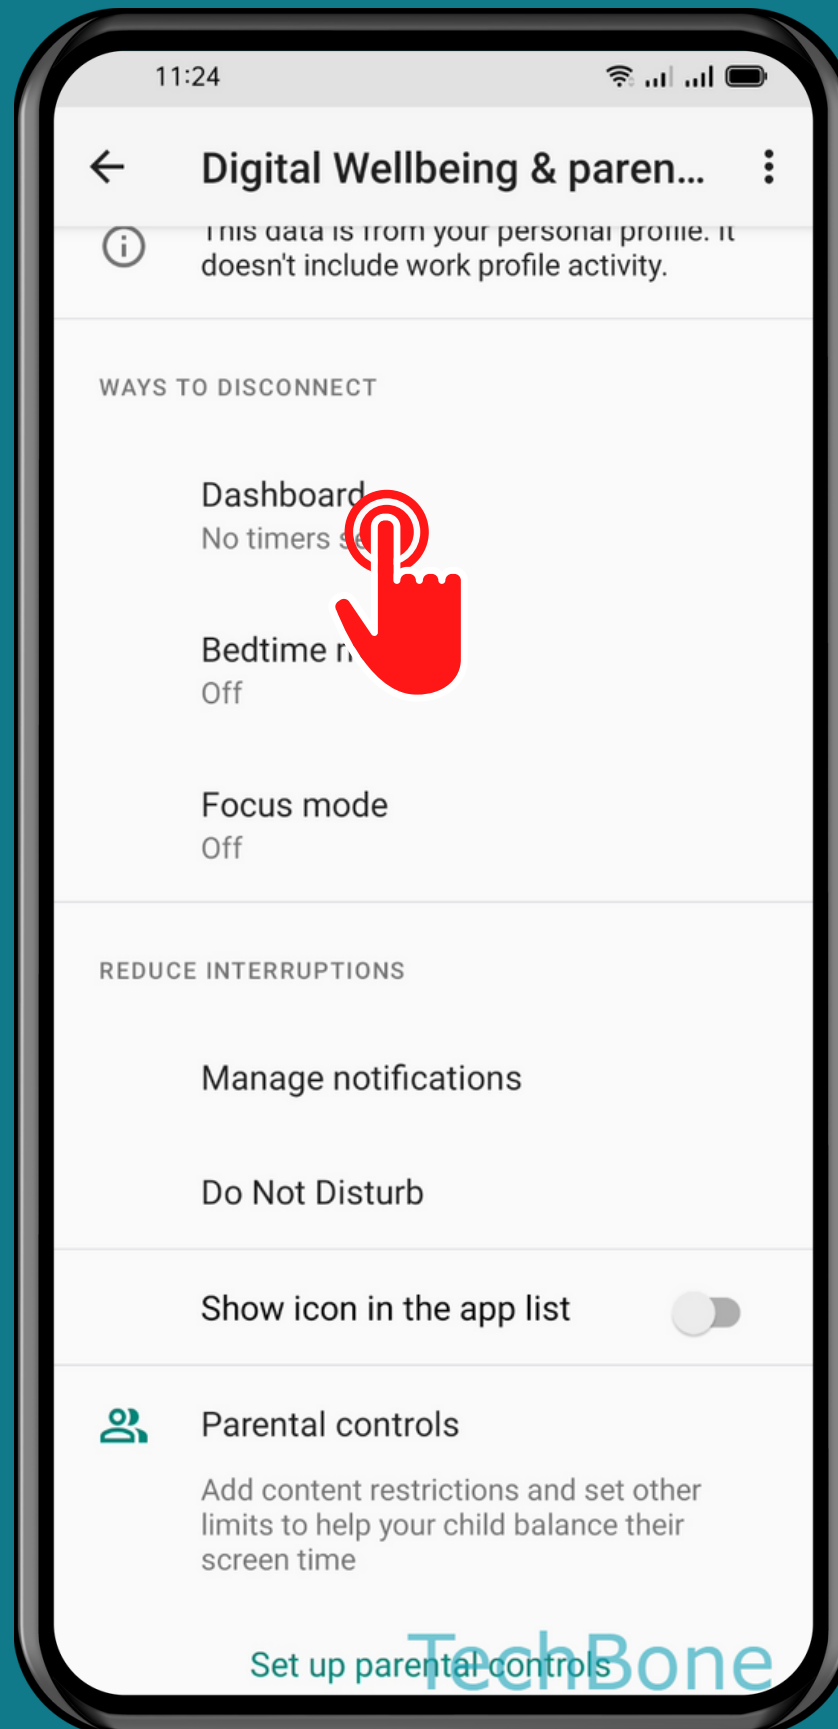 11:24
Digital Wellbeing & paren...
This data is from your personal profile. It
doesn't include work profile activity.
WAYS TO DISCONNECT
Dashboard
No timers
Bedtime
Off
Focus mode
Off
REDUCE INTERRUPTIONS
Manage notifications
Do Not Disturb
Show icon in the app list
Parental controls
Add content restrictions and set other
limits to help your child balance their
screen time
Set up parental controls
TechBone